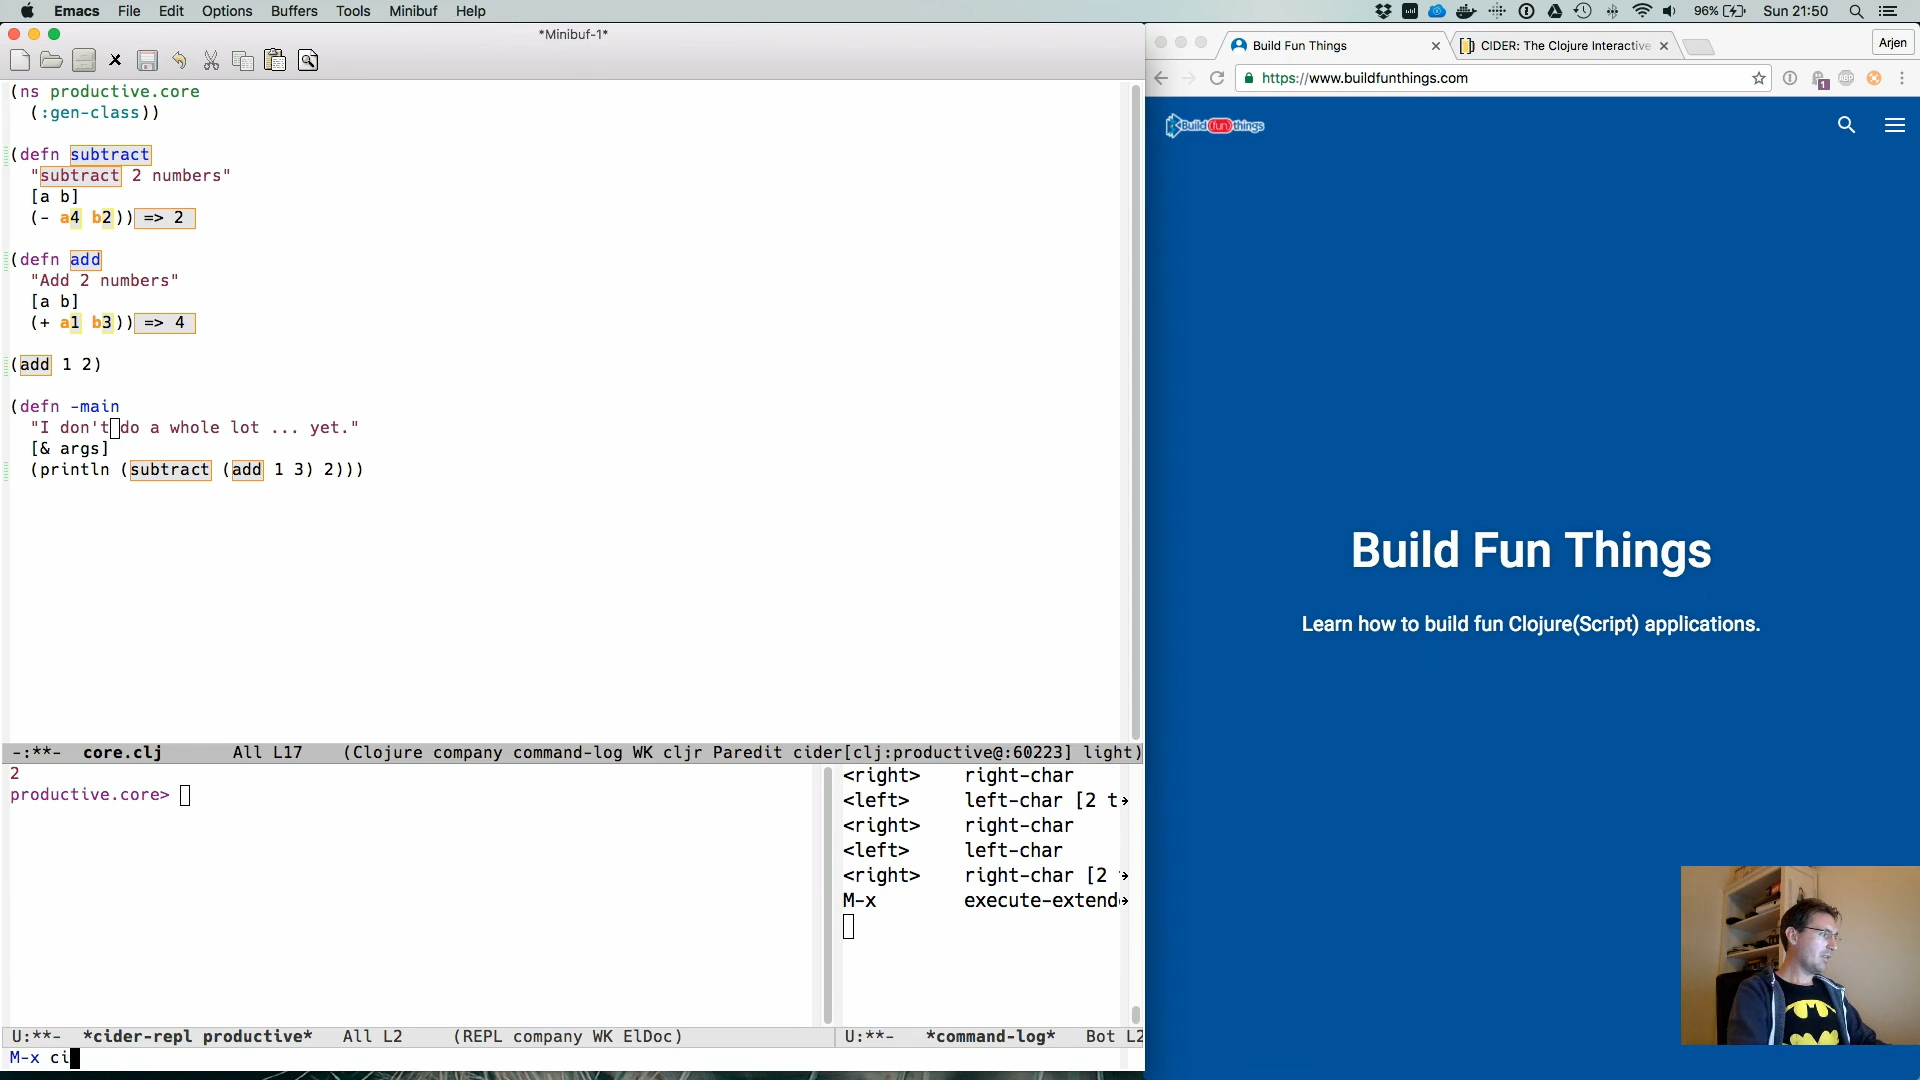 Emacs File Edit Options Buffers Tools Minibuf Help
96% Sun 21:50
*Minibuf-1*
(ns productive.core
(:gen-class))
(defn subtract
"subtract 2 numbers"
[a b]
(- a4 b2)) => 2
(defn add
"Add 2 numbers"
[a b]
(+ a1 b3)) => 4
(add 1 2)
(defn -main
"I don't do a whole lot ... yet."
[& args]
(println (subtract (add 1 3) 2)))
-:**- core.clj All L17 (Clojure company command-log WK cljr Paredit cider[clj:productive@:60223] light)
2
productive.core>
U:**- *cider-repl productive* All L2 (REPL company WK ElDoc)
M-x ci
<right> right-char
<left> left-char [2 t
<right> right-char
<left> left-char
<right> right-char [2
M-x execute-extend
U:**- *command-log* Bot L2
Build Fun Things
CIDER: The Clojure Interactive
Arjen
https://www.buildfunthings.com
1
Build fun things
Build Fun Things
Learn how to build fun Clojure(Script) applications.